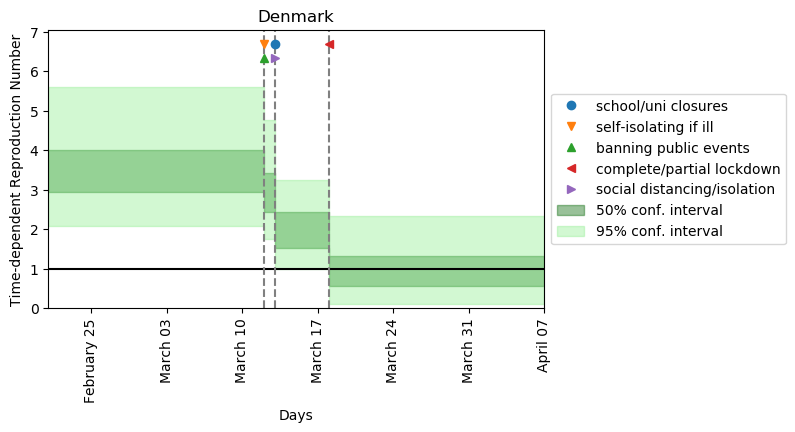 Denmark
Time-dependent Reproduction Number
7
6
5
4
3
2
1
0
February 25
March 03
March 10
March 17
March 24
March 31
April 07
Days
school/uni closures
self-isolating if ill
banning public events
complete/partial lockdown
social distancing/isolation
50% conf. interval
95% conf. interval